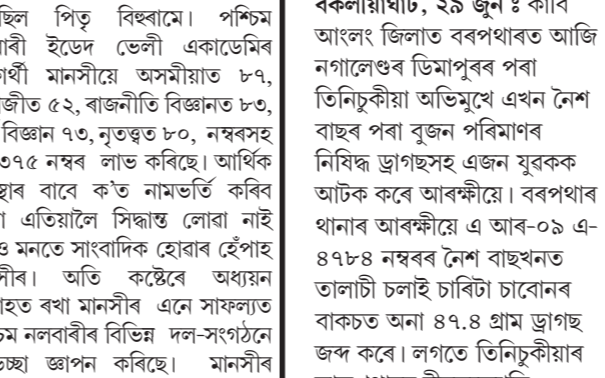 ছিল পিতৃ বিহুৰামে। পশ্চিম
ইডেন ভেলী একাডেমিৰ
মানসীয়ে অসমীয়াত ৮৭,
৫২, ৰাজনীতি বিজ্ঞানত ৮৩,
বিজ্ঞান ৭৩, নৃতত্ত্বত ৮০, নম্বৰসহ
৩৭৫ নম্বৰ লাভ কৰিছে। আৰ্থিক
বাবে ক'ত নামভৰ্তি কৰিব
এতিয়ালৈ সিদ্ধান্ত লোৱা নাই
মনতে সাংবাদিক হোৱাৰ হেঁপাহ
অতি কষ্টেৰে অধ্যয়ন
ৰখা মানসীৰ এনে সাফল্যত
নলবাৰীৰ বিভিন্ন দল-সংগঠনে
জ্ঞাপন কৰিছে। মানসীৰ
বকলীয়াঘাট, ২৯ জুন ঃ কাৰ্বি
আংলং জিলাত বৰপথাৰত আজি
নগালেণ্ডৰ ডিমাপুৰৰ পৰা
তিনিচুকীয়া অভিমুখে এখন নৈশ
বাছৰ পৰা বুজন পৰিমাণৰ
নিষিদ্ধ ড্ৰাগছসহ এজন যুৱকক
আটক কৰে আৰক্ষীয়ে। বৰপথাৰ
থানাৰ আৰক্ষীয়ে এ আৰ-০৯ এ-
৪৭৮৪ নম্বৰৰ নৈশ বাছখনত
তালাচী চলাই চাৰিটা চাবোনৰ
বাকচত অনা ৪৭.৪ গ্ৰাম ড্ৰাগছ
জব্দ কৰে। লগতে তিনিচুকীয়াৰ